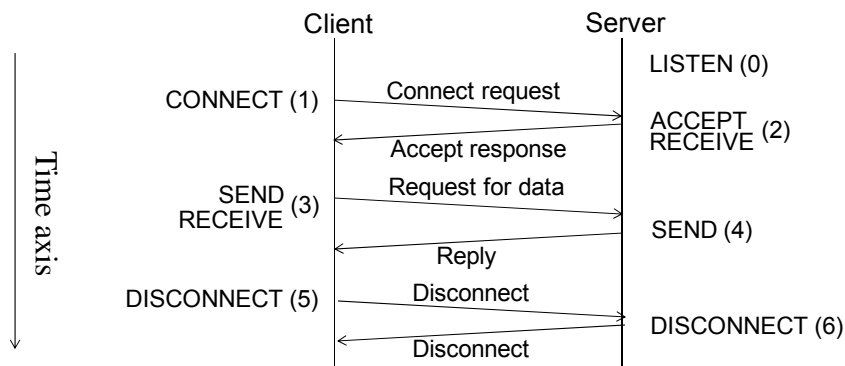 Client
Server
LISTEN (0)
CONNECT (1)
Connect request
ACCEPT
RECEIVE (2)
Accept response
Time axis
SEND
RECEIVE (3)
Request for data
SEND (4)
Reply
DISCONNECT (5)
Disconnect
DISCONNECT (6)
Disconnect